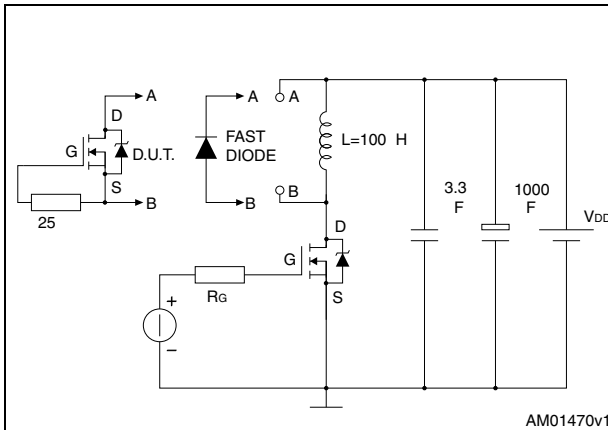 A
A
A
D
G
D.U.T.
FAST
DIODE
L=100 H
S
B
B
B
25
3.3
F
1000
F
VDD
D
G
S
RG
+
–
AM01470v1